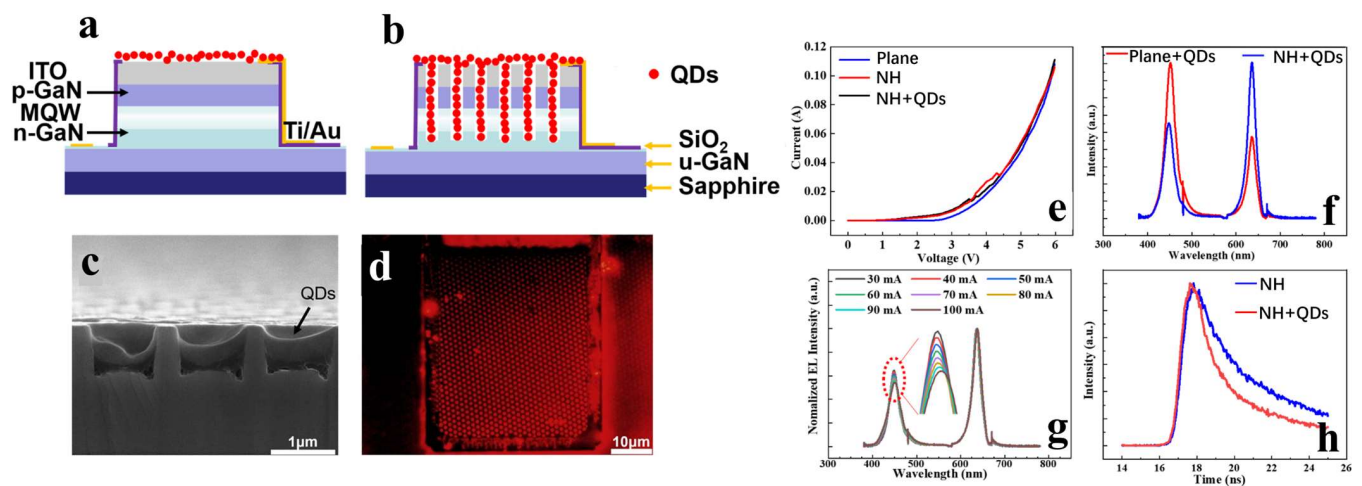 a
ITO
p-GaN
MQW
n-GaN
Ti/Au
b
QDs
SiO2
u-GaN
Sapphire
c
QDs
1μm
d
10μm
0.12
0.10
0.08
0.06
0.04
0.02
0.00
Current (A)
Plane
NH
NH+QDs
e
0 1 2 3 4 5 6
Voltage (V)
Intensity (a.u.)
Plane+QDs
NH+QDs
f
300 400 500 600 700 800
Wavelength (nm)
Nomalized EL Intensity (a.u.)
30 mA 40 mA 50 mA
60 mA 70 mA 80 mA
90 mA 100 mA
g
300 400 500 600 700 800
Wavelength (nm)
Intensity (a.u.)
NH
NH+QDs
h
14 16 18 20 22 24 26
Time (ns)